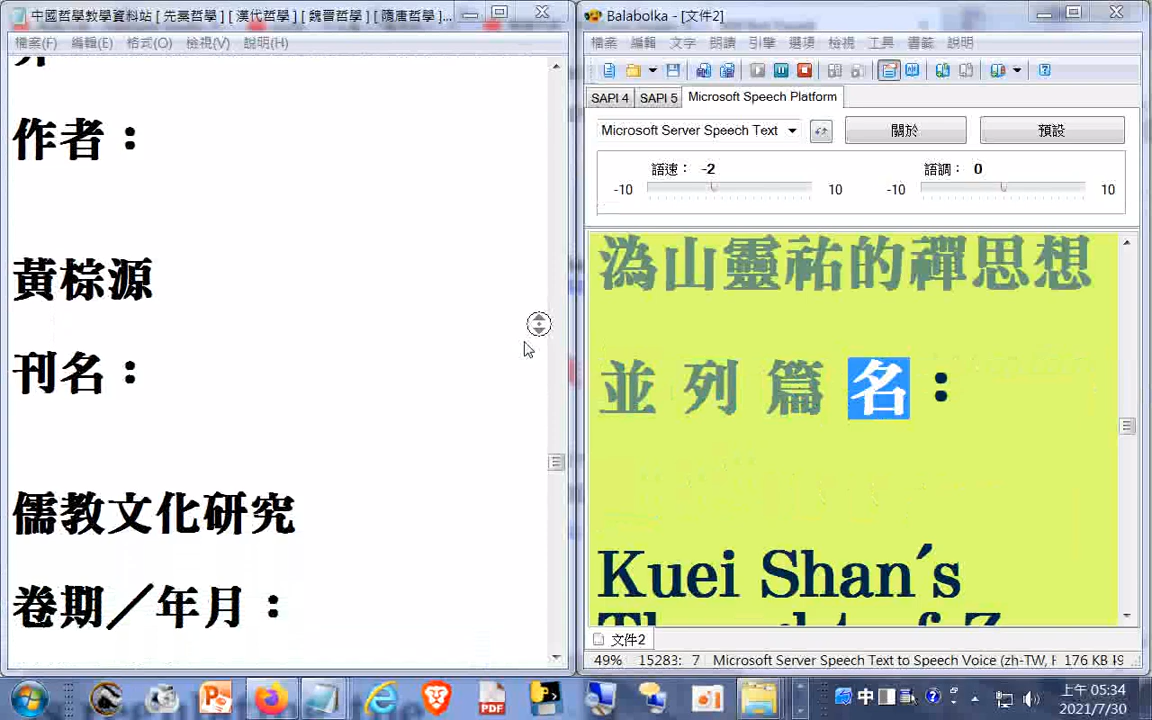 中國哲學教學資料站 [ 先秦哲學 ] [ 漢代哲學 ] [ 魏晉哲學 ] [ 隋唐哲學 ]...
檔案(F) 編輯(E) 格式(O) 檢視(V) 說明(H)
作者：
黃棕源
刊名：
儒教文化研究
卷期／年月：
Balabolka - [文件2]
檔案 編輯 文字 朗讀 引擎 選項 檢視 工具 書籤 說明
SAPI 4 SAPI 5 Microsoft Speech Platform
Microsoft Server Speech Text 關於 預設
語速： -2 語調： 0
-10 10 -10 10
溈山靈祐的禪思想
並 列 篇 名 ：
Kuei Shan's
Thought of Z
文件2
49% 15283: 7 Microsoft Server Speech Text to Speech Voice (zh-TW, 176 KB
PDF 中 上午 05:34
2021/7/30